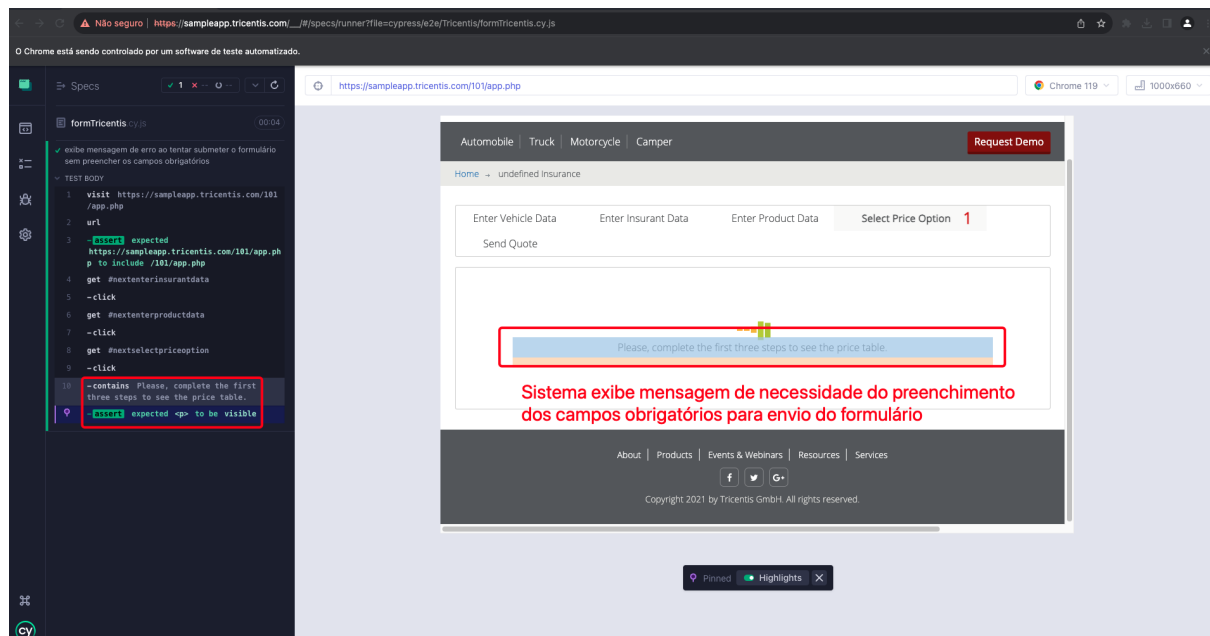 Não seguro | https://sampleapp.tricentis.com/__/#/specs/runner?file=cypress/e2e/Tricentis/formTricentis.cy.js
O Chrome está sendo controlado por um software de teste automatizado.
Specs
1
--
--
https://sampleapp.tricentis.com/101/app.php
Chrome 119
1000x660
formTricentis.cy.js
00:04
exibe mensagem de erro ao tentar submeter o formulário
sem preencher os campos obrigatórios
TEST BODY
1 visit https://sampleapp.tricentis.com/101
/app.php
2 url
3 -assert expected
https://sampleapp.tricentis.com/101/app.ph
p to include /101/app.php
4 get #nextenterinsurantdata
5 -click
6 get #nextenterproductdata
7 -click
8 get #nextselectpriceoption
9 -click
10 -contains Please, complete the first
three steps to see the price table.
-assert expected <p> to be visible
cy
Automobile | Truck | Motorcycle | Camper
Request Demo
Home → undefined Insurance
Enter Vehicle Data
Enter Insurant Data
Enter Product Data
Select Price Option 1
Send Quote
Please, complete the first three steps to see the price table.
Sistema exibe mensagem de necessidade do preenchimento
dos campos obrigatórios para envio do formulário
About | Products | Events & Webinars | Resources | Services
f
G+
Copyright 2021 by Tricentis GmbH. All rights reserved.
Pinned
Highlights